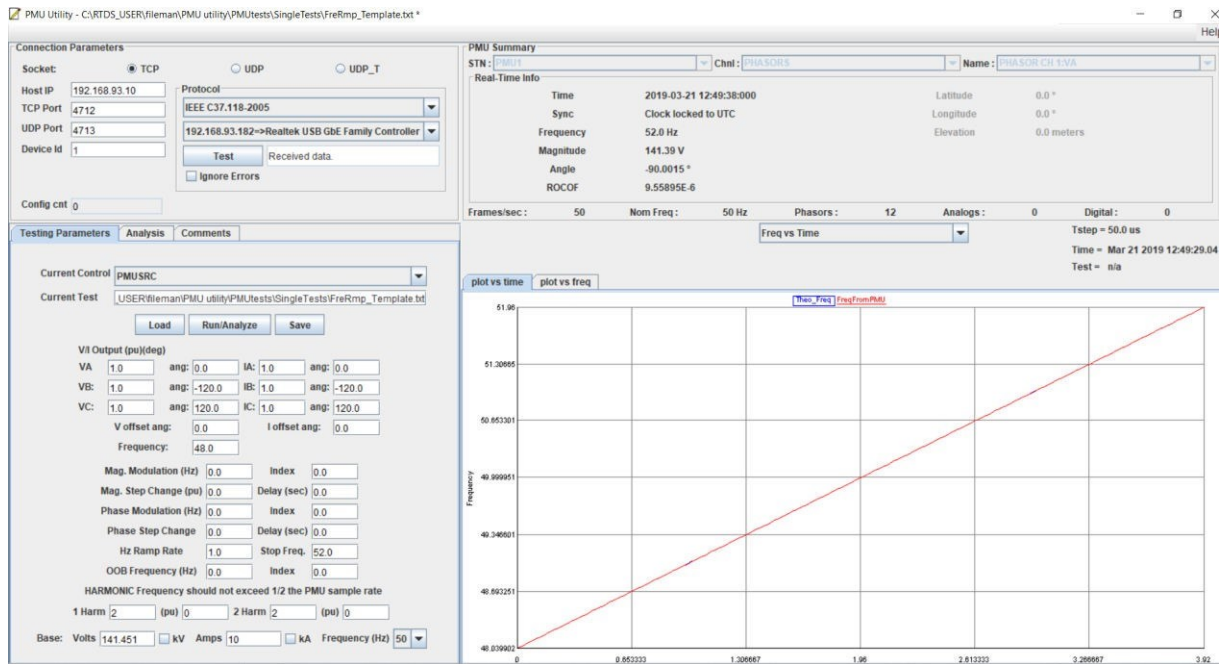 PMU Utility - C:\RTDS_USER\fileman\PMU utility\PMUtests\SingleTests\FreRmp_Template.txt *
Help
Connection Parameters
Socket: TCP UDP UDP_T
Host IP 192.168.93.10
TCP Port 4712
UDP Port 4713
Device Id 1
Protocol
IEEE C37.118-2005
192.168.93.182=>Realtek USB GbE Family Controller
Test Received data.
Ignore Errors
Config cnt 0
PMU Summary
STN : PMU1 Chnl : PHASORS Name : PHASOR CH 1:VA
Real-Time Info
Time 2019-03-21 12:49:38:000 Latitude 0.0 °
Sync Clock locked to UTC Longitude 0.0 °
Frequency 52.0 Hz Elevation 0.0 meters
Magnitude 141.39 V
Angle -90.0015 °
ROCOF 9.55895E-6
Frames/sec : 50 Nom Freq : 50 Hz Phasors : 12 Analogs : 0 Digital : 0
Testing Parameters Analysis Comments
Current Control PMUSRC
Current Test _USER\fileman\PMU utility\PMUtests\SingleTests\FreRmp_Template.txt
Load Run/Analyze Save
V/I Output (pu)(deg)
VA 1.0 ang: 0.0 IA: 1.0 ang: 0.0
VB: 1.0 ang: -120.0 IB: 1.0 ang: -120.0
VC: 1.0 ang: 120.0 IC: 1.0 ang: 120.0
V offset ang: 0.0 I offset ang: 0.0
Frequency: 48.0
Mag. Modulation (Hz) 0.0 Index 0.0
Mag. Step Change (pu) 0.0 Delay (sec) 0.0
Phase Modulation (Hz) 0.0 Index 0.0
Phase Step Change 0.0 Delay (sec) 0.0
Hz Ramp Rate 1.0 Stop Freq. 52.0
OOB Frequency (Hz) 0.0 Index 0.0
HARMONIC Frequency should not exceed 1/2 the PMU sample rate
1 Harm 2 (pu) 0 2 Harm 2 (pu) 0
Base: Volts 141.451 kV Amps 10 kA Frequency (Hz) 50
Freq vs Time
Tstep = 50.0 us
Time = Mar 21 2019 12:49:29.04
Test = n/a
plot vs time plot vs freq
Theo_Freq FreqFromPMU
51.96
51.30665
50.653301
49.999951
49.346601
48.693251
48.039902
Frequency
0 0.653333 1.306667 1.96 2.613333 3.266667 3.92